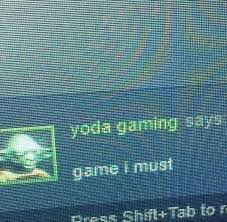 yoda gaming says
game i must
Press Shift+Tab to